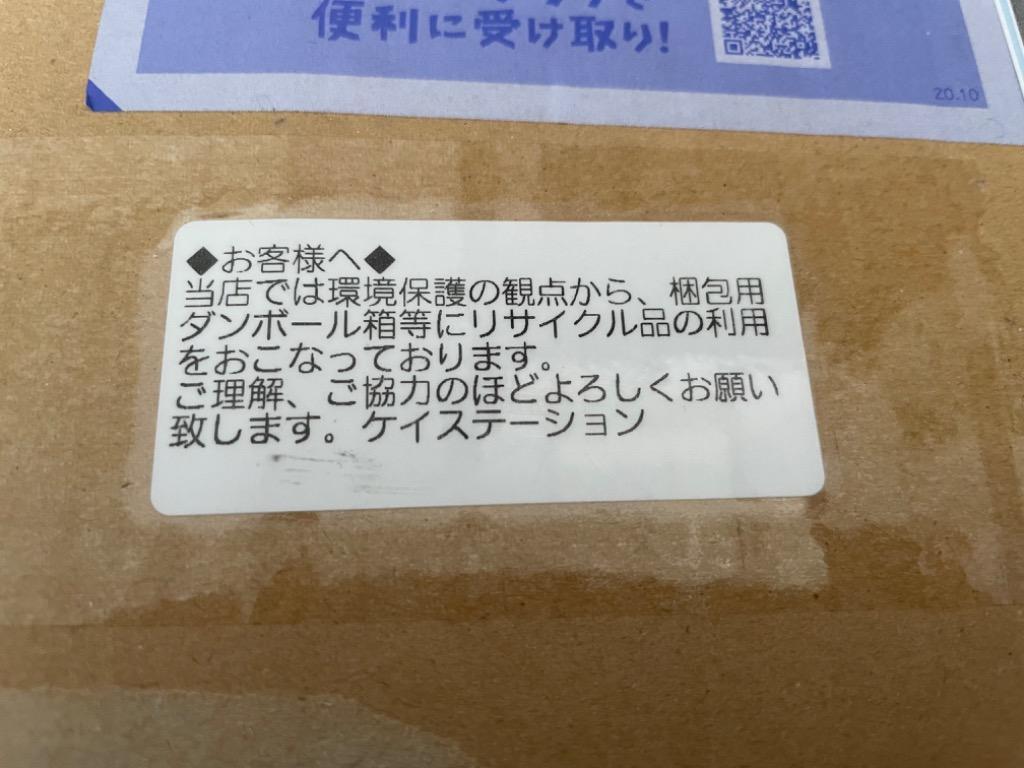 便利に受け取り!
20.10
◆お客様へ◆
当店では環境保護の観点から、梱包用
ダンボール箱等にリサイクル品の利用
をおこなっております。
ご理解、ご協力のほどよろしくお願い
致します。ケイステーション